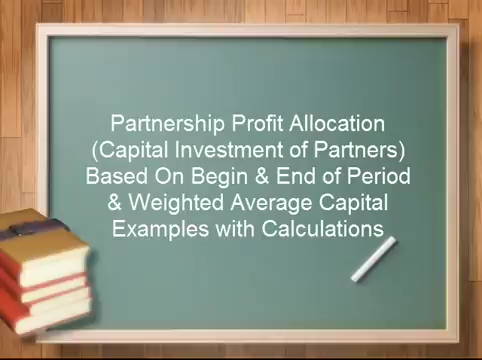 Partnership Profit Allocation
(Capital Investment of Partners)
Based On Begin & End of Period
& Weighted Average Capital
Examples with Calculations